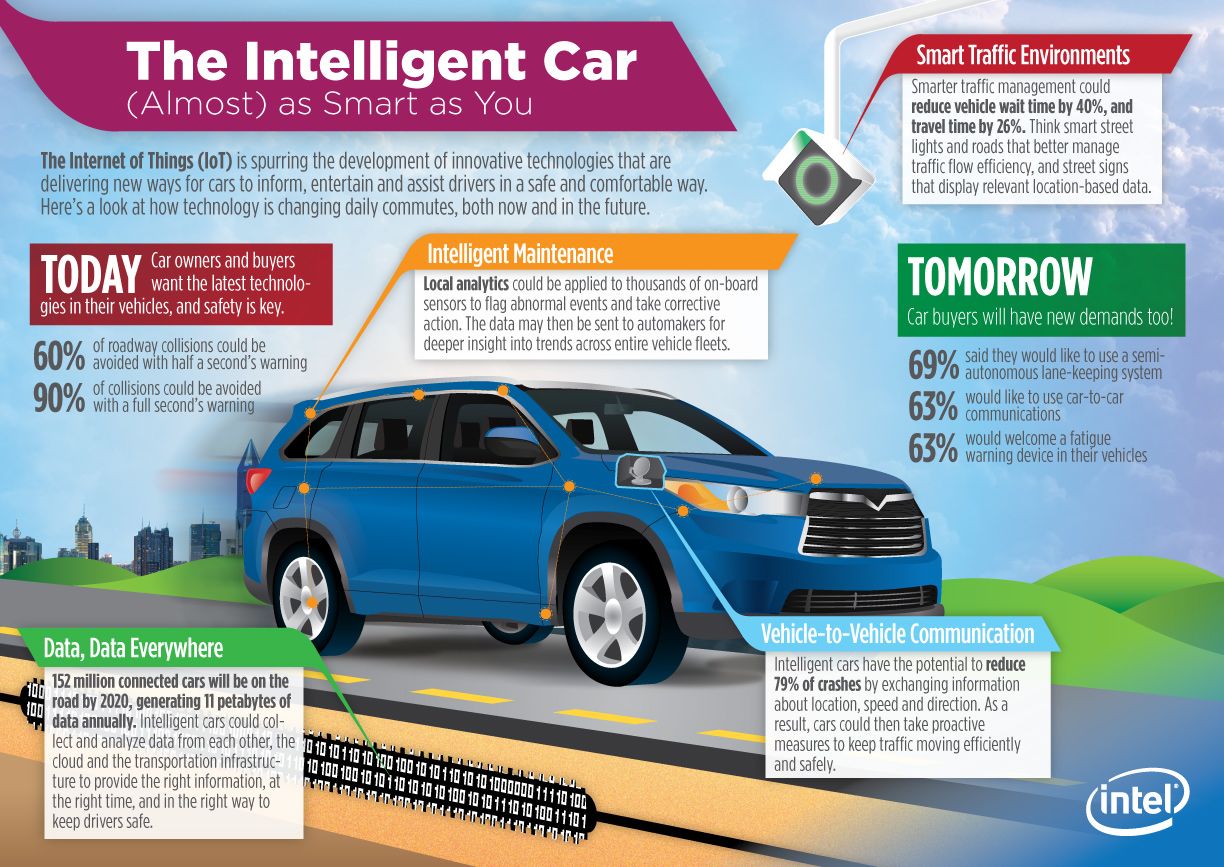 The Intelligent Car
(Almost) as Smart as You
The Internet of Things (IoT) is spurring the development of innovative technologies that are
delivering new ways for cars to inform, entertain and assist drivers in a safe and comfortable way.
Here's a look at how technology is changing daily commutes, both now and in the future.
Smart Traffic Environments
Smarter traffic management could
reduce vehicle wait time by 40%, and
travel time by 26%. Think smart street
lights and roads that better manage
traffic flow efficiency, and street signs
that display relevant location-based data.
TODAY Car owners and buyers
want the latest technolo-
gies in their vehicles, and safety is key.
60% of roadway collisions could be
avoided with half a second's warning
90% of collisions could be avoided
with a full second's warning
Intelligent Maintenance
Local analytics could be applied to thousands of on-board
sensors to flag abnormal events and take corrective
action. The data may then be sent to automakers for
deeper insight into trends across entire vehicle fleets.
TOMORROW
Car buyers will have new demands too!
69% said they would like to use a semi-
autonomous lane-keeping system
63% would like to use car-to-car
communications
63% would welcome a fatigue
warning device in their vehicles
Data, Data Everywhere
152 million connected cars will be on the
road by 2020, generating 11 petabytes of
data annually. Intelligent cars could col-
lect and analyze data from each other, the
cloud and the transportation infrastruc-
ture to provide the right information, at
the right time, and in the right way to
keep drivers safe.
Vehicle-to-Vehicle Communication
Intelligent cars have the potential to reduce
79% of crashes by exchanging information
about location, speed and direction. As a
result, cars could then take proactive
measures to keep traffic moving efficiently
and safely.
intel